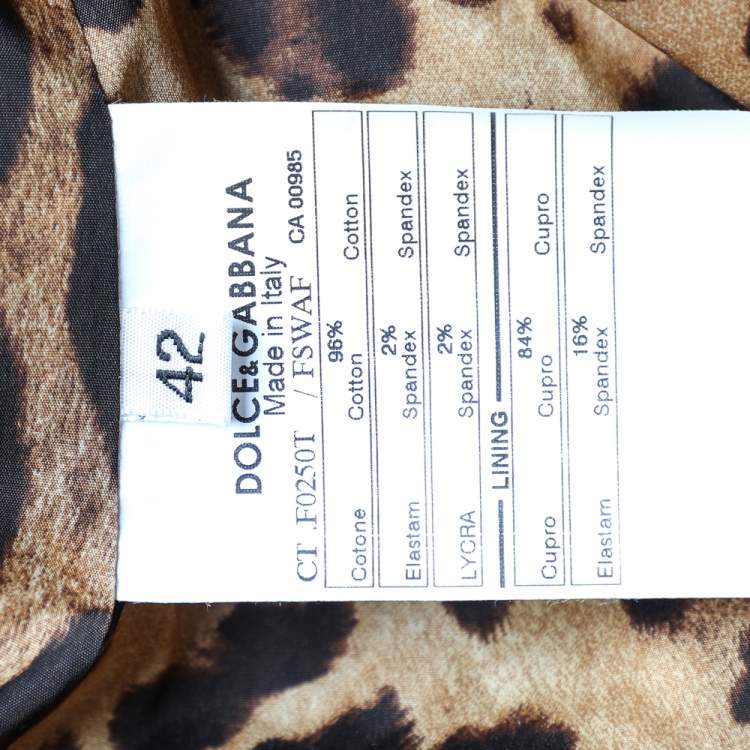 42
DOLCE&GABBANA
Made in Italy
CT .F0250T / FSWAF CA 00985
96%
Cotone Cotton Cotton
2%
Elastam Spandex Spandex
2%
LYCRA Spandex Spandex
LINING
84%
Cupro Cupro Cupro
16%
Elastam Spandex Spandex